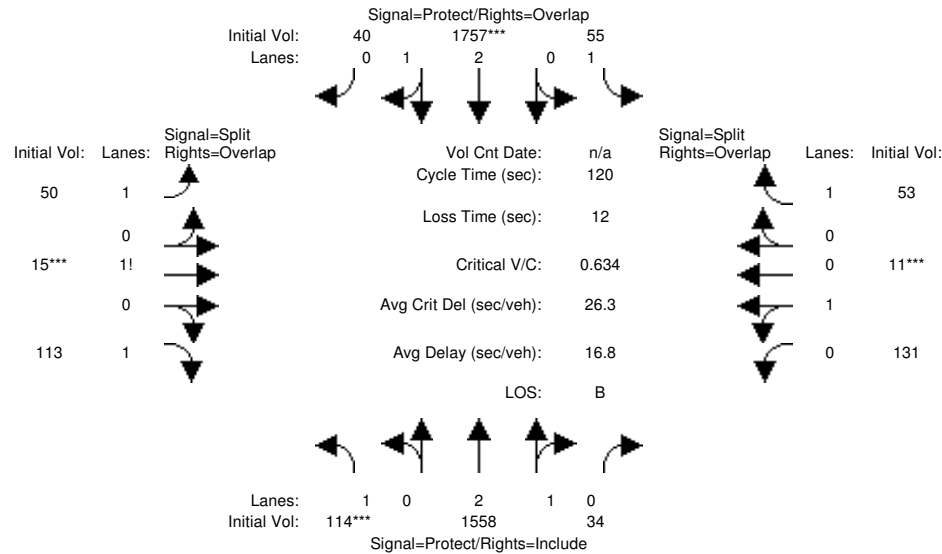 Signal=Protect/Rights=Overlap
Initial Vol: 40 1757*** 55
Lanes: 0 1 2 0 1
Signal=Split
Rights=Overlap
Initial Vol: Lanes:
50 1
0
15*** 1!
0
113 1
Vol Cnt Date: n/a
Cycle Time (sec): 120
Loss Time (sec): 12
Critical V/C: 0.634
Avg Crit Del (sec/veh): 26.3
Avg Delay (sec/veh): 16.8
LOS: B
Signal=Split
Rights=Overlap
Lanes: Initial Vol:
1 53
0
0 11***
1
0 131
Lanes: 1 0 2 1 0
Initial Vol: 114*** 1558 34
Signal=Protect/Rights=Include